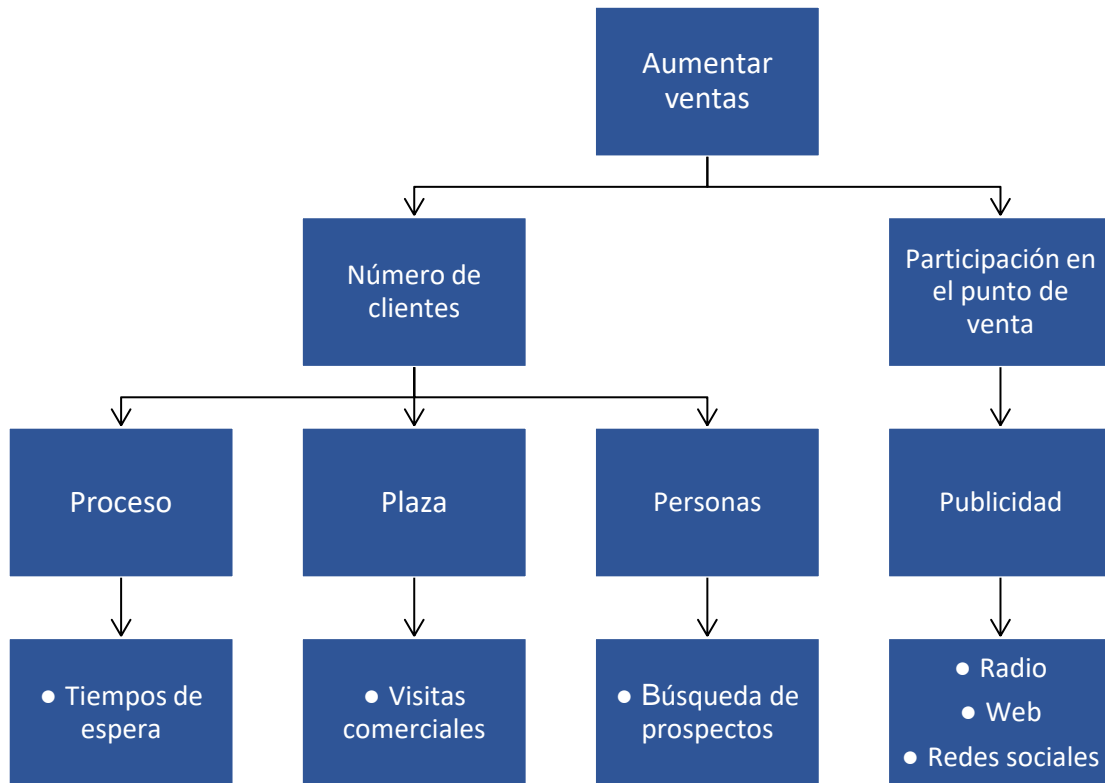 Aumentar
ventas
Número de
clientes
Participación en
el punto de
venta
Proceso
Plaza
Personas
Publicidad
● Tiempos de
espera
● Visitas
comerciales
● Búsqueda de
prospectos
● Radio
● Web
● Redes sociales